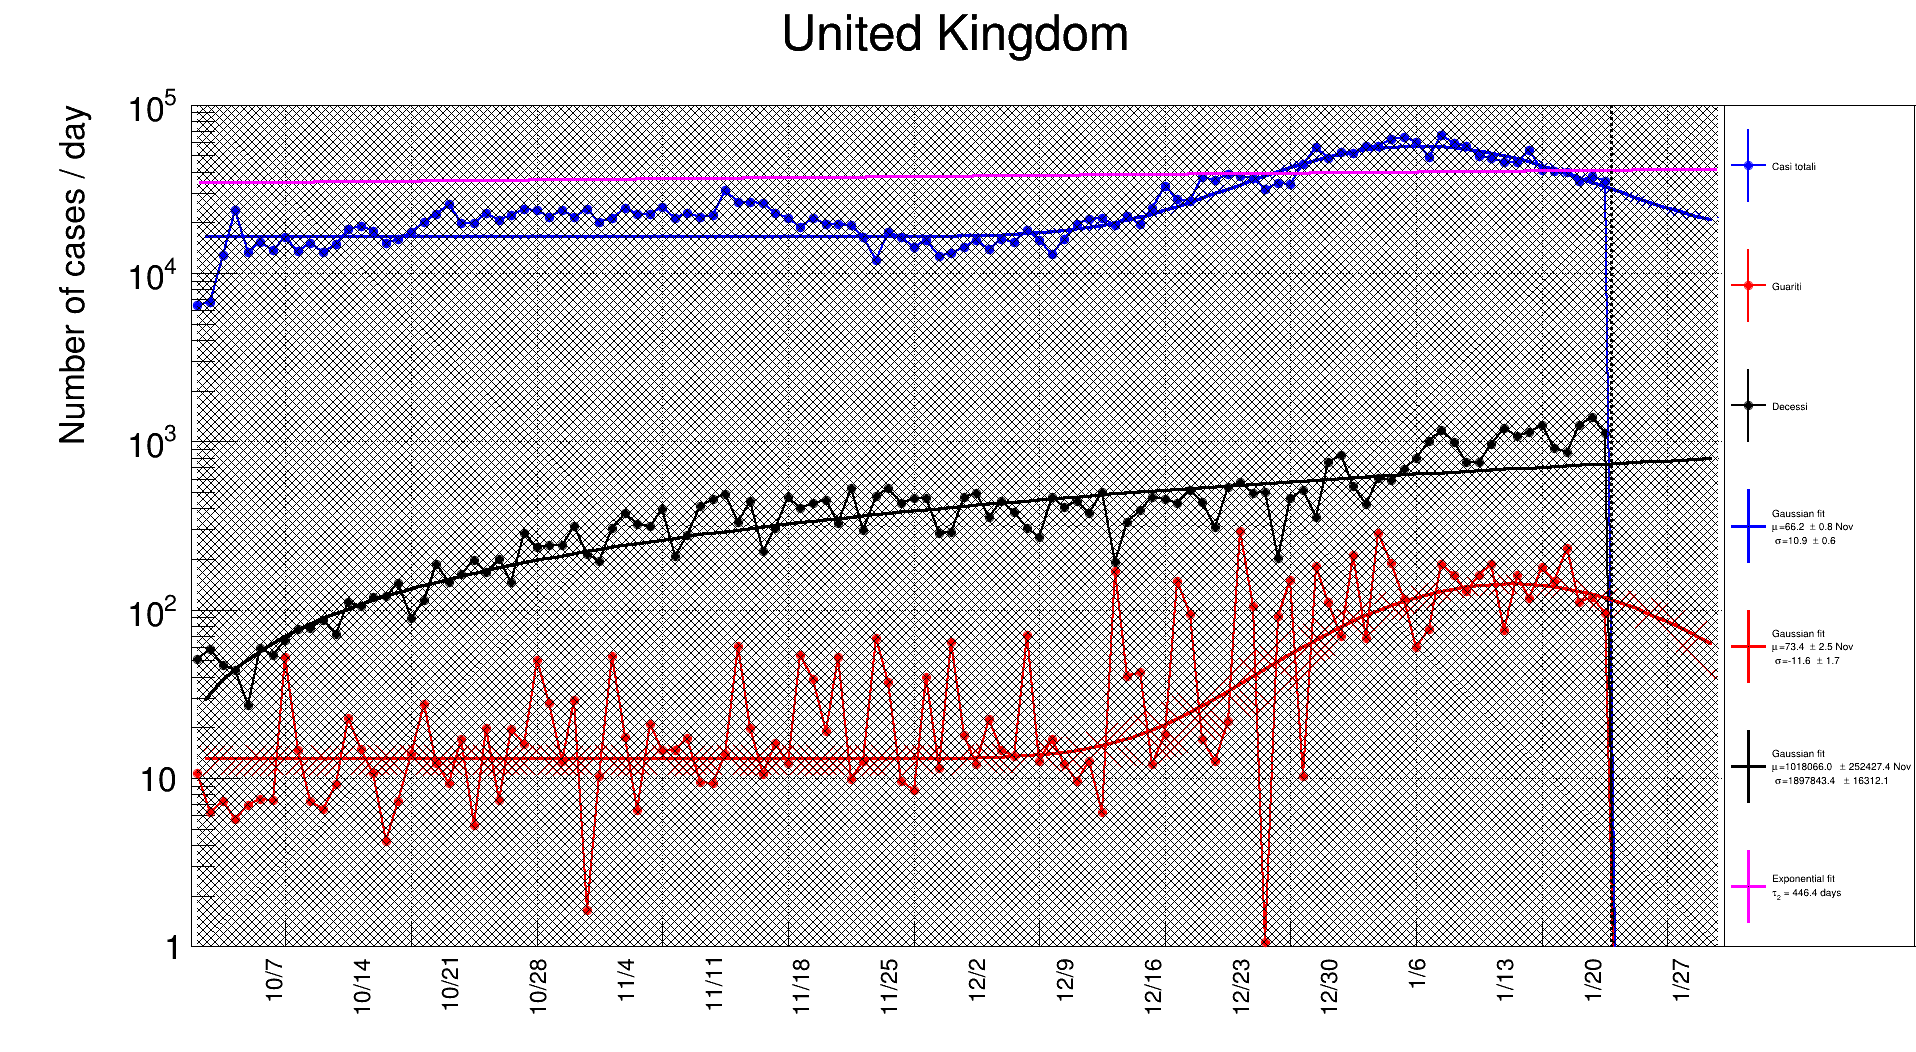 United Kingdom
Number of cases / day
10^5
10^4
10^3
10^2
10
1
10/7
10/14
10/21
10/28
11/4
11/11
11/18
11/25
12/2
12/9
12/16
12/23
12/30
1/6
1/13
1/20
1/27
Casi totali
Guariti
Decessi
Gaussian fit
μ=66.2 ± 0.8 Nov
σ=10.9 ± 0.6
Gaussian fit
μ=73.4 ± 2.5 Nov
σ=-11.6 ± 1.7
Gaussian fit
μ=1018066.0 ± 252427.4 Nov
σ=1897843.4 ± 16312.1
Exponential fit
τ₂ = 446.4 days